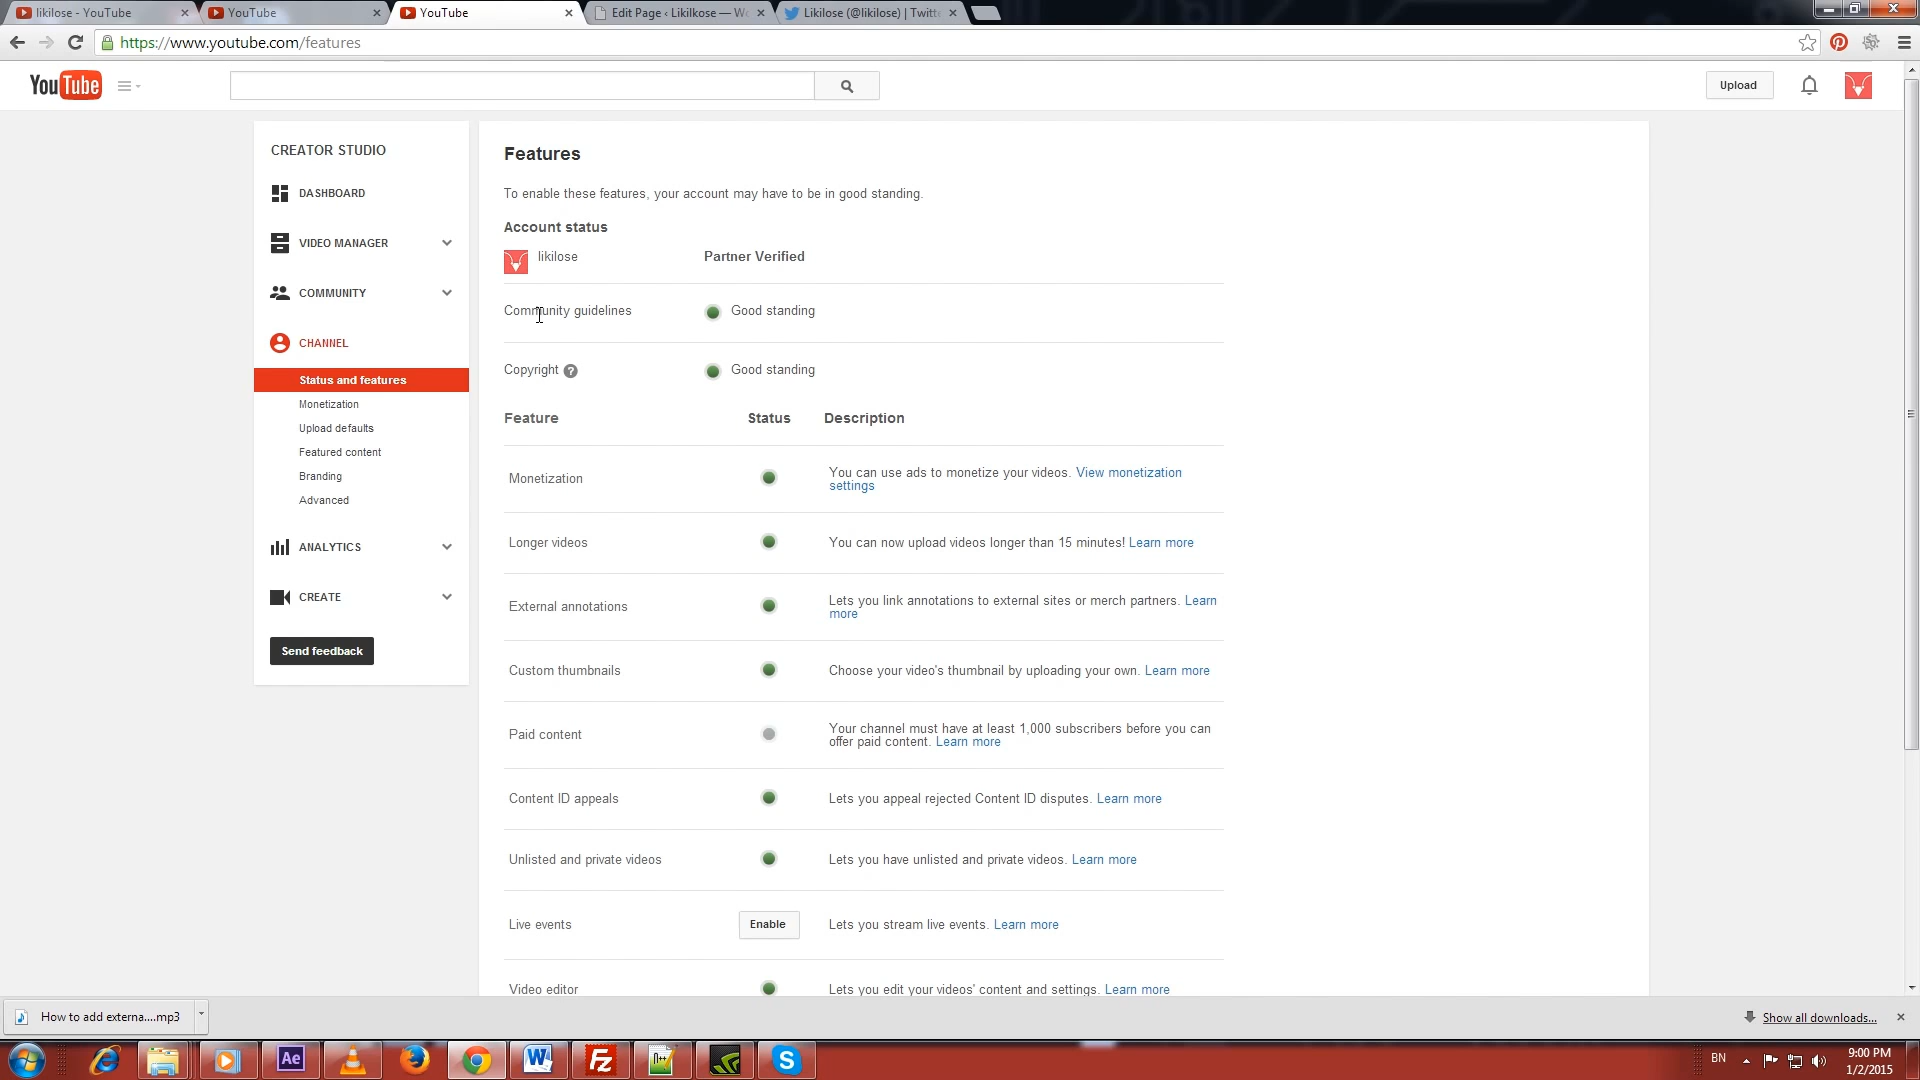 likilose - YouTube
YouTube
YouTube
Edit Page ‹ Likilkose — Wo
Likilose (@likilose) | Twitte
https://www.youtube.com/features
YouTube
Upload
CREATOR STUDIO
DASHBOARD
VIDEO MANAGER
COMMUNITY
CHANNEL
Status and features
Monetization
Upload defaults
Featured content
Branding
Advanced
ANALYTICS
CREATE
Send feedback
Features
To enable these features, your account may have to be in good standing.
Account status
likilose Partner Verified
Community guidelines Good standing
Copyright ? Good standing
Feature Status Description
Monetization You can use ads to monetize your videos. View monetization
settings
Longer videos You can now upload videos longer than 15 minutes! Learn more
External annotations Lets you link annotations to external sites or merch partners. Learn
more
Custom thumbnails Choose your video's thumbnail by uploading your own. Learn more
Paid content Your channel must have at least 1,000 subscribers before you can
offer paid content. Learn more
Content ID appeals Lets you appeal rejected Content ID disputes. Learn more
Unlisted and private videos Lets you have unlisted and private videos. Learn more
Live events Enable Lets you stream live events. Learn more
Video editor Lets you edit your videos' content and settings. Learn more
How to add externa....mp3
Show all downloads...
Ae
BN
9:00 PM
1/2/2015